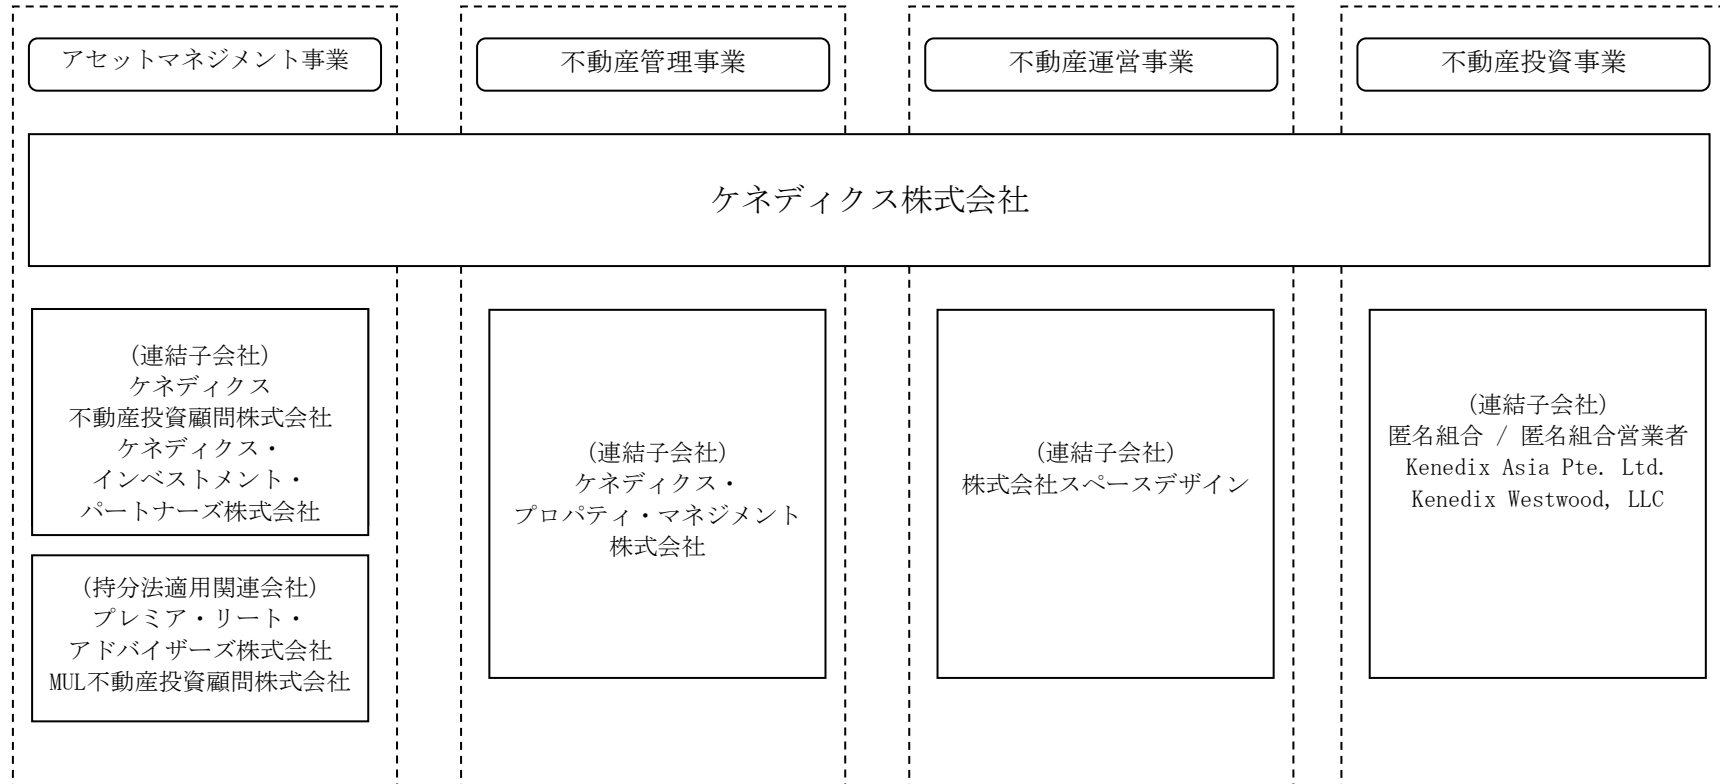 アセットマネジメント事業
不動産管理事業
不動産運営事業
不動産投資事業
ケネディクス株式会社
(連結子会社)
ケネディクス
不動産投資顧問株式会社
ケネディクス・
インベストメント・
パートナーズ株式会社
(持分法適用関連会社)
プレミア・リート・
アドバイザーズ株式会社
MUL不動産投資顧問株式会社
(連結子会社)
ケネディクス・
プロパティ・マネジメント
株式会社
(連結子会社)
株式会社スペースデザイン
(連結子会社)
匿名組合 / 匿名組合営業者
Kenedix Asia Pte. Ltd.
Kenedix Westwood, LLC